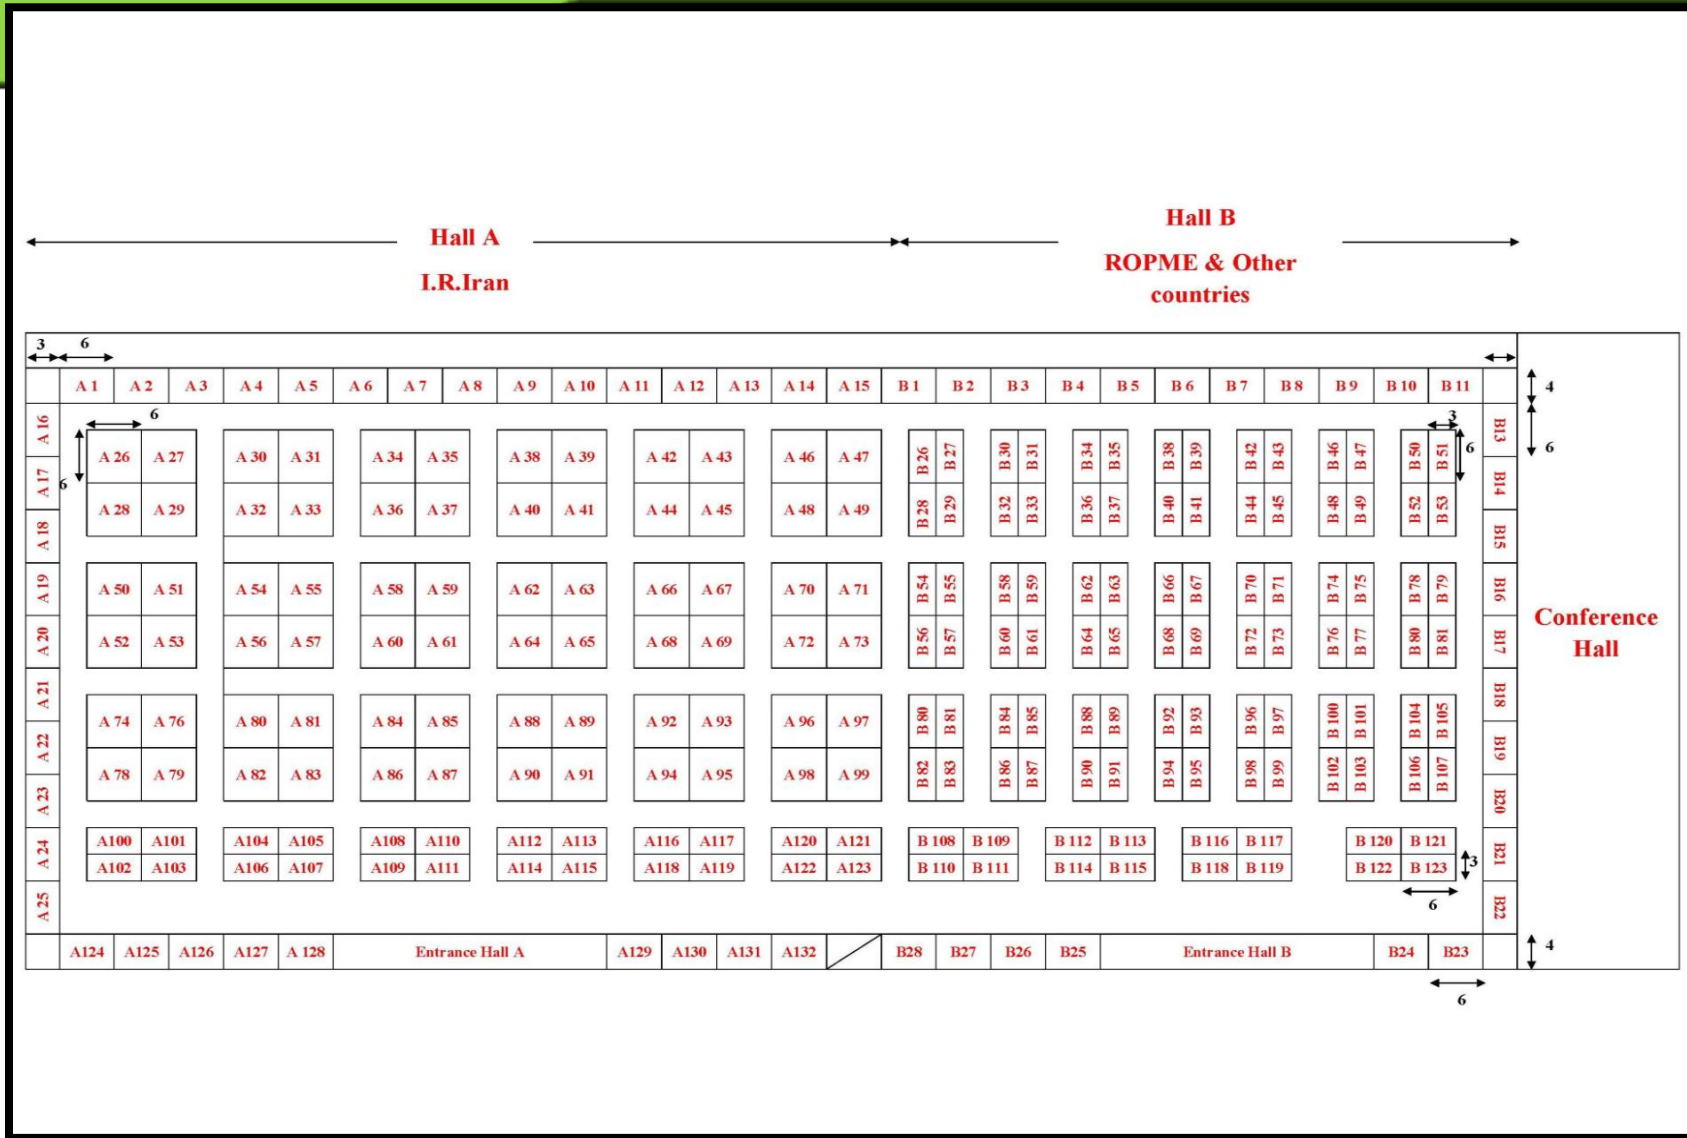 Hall A
I.R.Iran
Hall B
ROPME & Other
countries
3 6
A 1 A 2 A 3 A 4 A 5 A 6 A 7 A 8 A 9 A 10 A 11 A 12 A 13 A 14 A 15 B 1 B 2 B 3 B 4 B 5 B 6 B 7 B 8 B 9 B 10 B 11 4
A 16 A 17 A 18 A 19 A 20 A 21 A 22 A 23 A 24 A 25
6 3
A 26 A 27 A 30 A 31 A 34 A 35 A 38 A 39 A 42 A 43 A 46 A 47 B 26 B 27 B 30 B 31 B 34 B 35 B 38 B 39 B 42 B 43 B 46 B 47 B 50 B 51 6 6
6
A 28 A 29 A 32 A 33 A 36 A 37 A 40 A 41 A 44 A 45 A 48 A 49 B 28 B 29 B 32 B 33 B 36 B 37 B 40 B 41 B 44 B 45 B 48 B 49 B 52 B 53
A 50 A 51 A 54 A 55 A 58 A 59 A 62 A 63 A 66 A 67 A 70 A 71 B 54 B 55 B 58 B 59 B 62 B 63 B 66 B 67 B 70 B 71 B 74 B 75 B 78 B 79
A 52 A 53 A 56 A 57 A 60 A 61 A 64 A 65 A 68 A 69 A 72 A 73 B 56 B 57 B 60 B 61 B 64 B 65 B 68 B 69 B 72 B 73 B 76 B 77 B 80 B 81
A 74 A 76 A 80 A 81 A 84 A 85 A 88 A 89 A 92 A 93 A 96 A 97 B 80 B 81 B 84 B 85 B 88 B 89 B 92 B 93 B 96 B 97 B 100 B 101 B 104 B 105
A 78 A 79 A 82 A 83 A 86 A 87 A 90 A 91 A 94 A 95 A 98 A 99 B 82 B 83 B 86 B 87 B 90 B 91 B 94 B 95 B 98 B 99 B 102 B 103 B 106 B 107
A100 A101 A104 A105 A108 A110 A112 A113 A116 A117 A120 A121 B 108 B 109 B 112 B 113 B 116 B 117 B 120 B 121
A102 A103 A106 A107 A109 A111 A114 A115 A118 A119 A122 A123 B 110 B 111 B 114 B 115 B 118 B 119 B 122 B 123 3
6
B13 B14 B15 B16 B17 B18 B19 B20 B21 B22
A124 A125 A126 A127 A 128 Entrance Hall A A129 A130 A131 A132 B28 B27 B26 B25 Entrance Hall B B24 B23 4
6
Conference
Hall